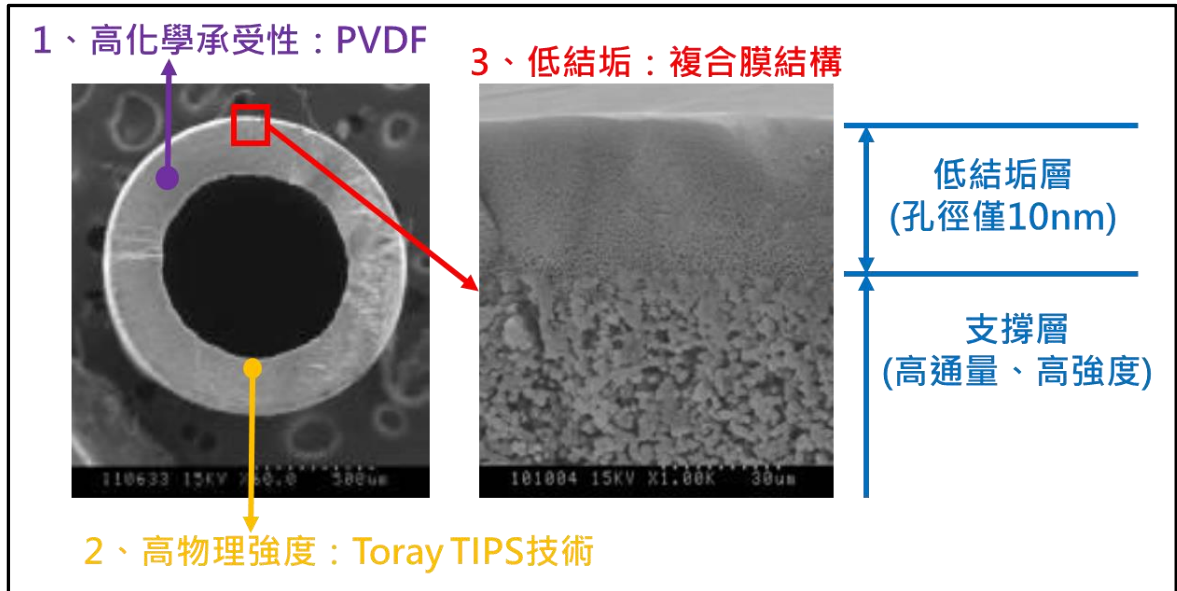 1、高化學承受性：PVDF
3、低結垢：複合膜結構
低結垢層
(孔徑僅10nm)
支撐層
(高通量、高強度)
110633 15KV X60.0 500um
101004 15KV X1.00K 30um
2、高物理強度：Toray TIPS技術